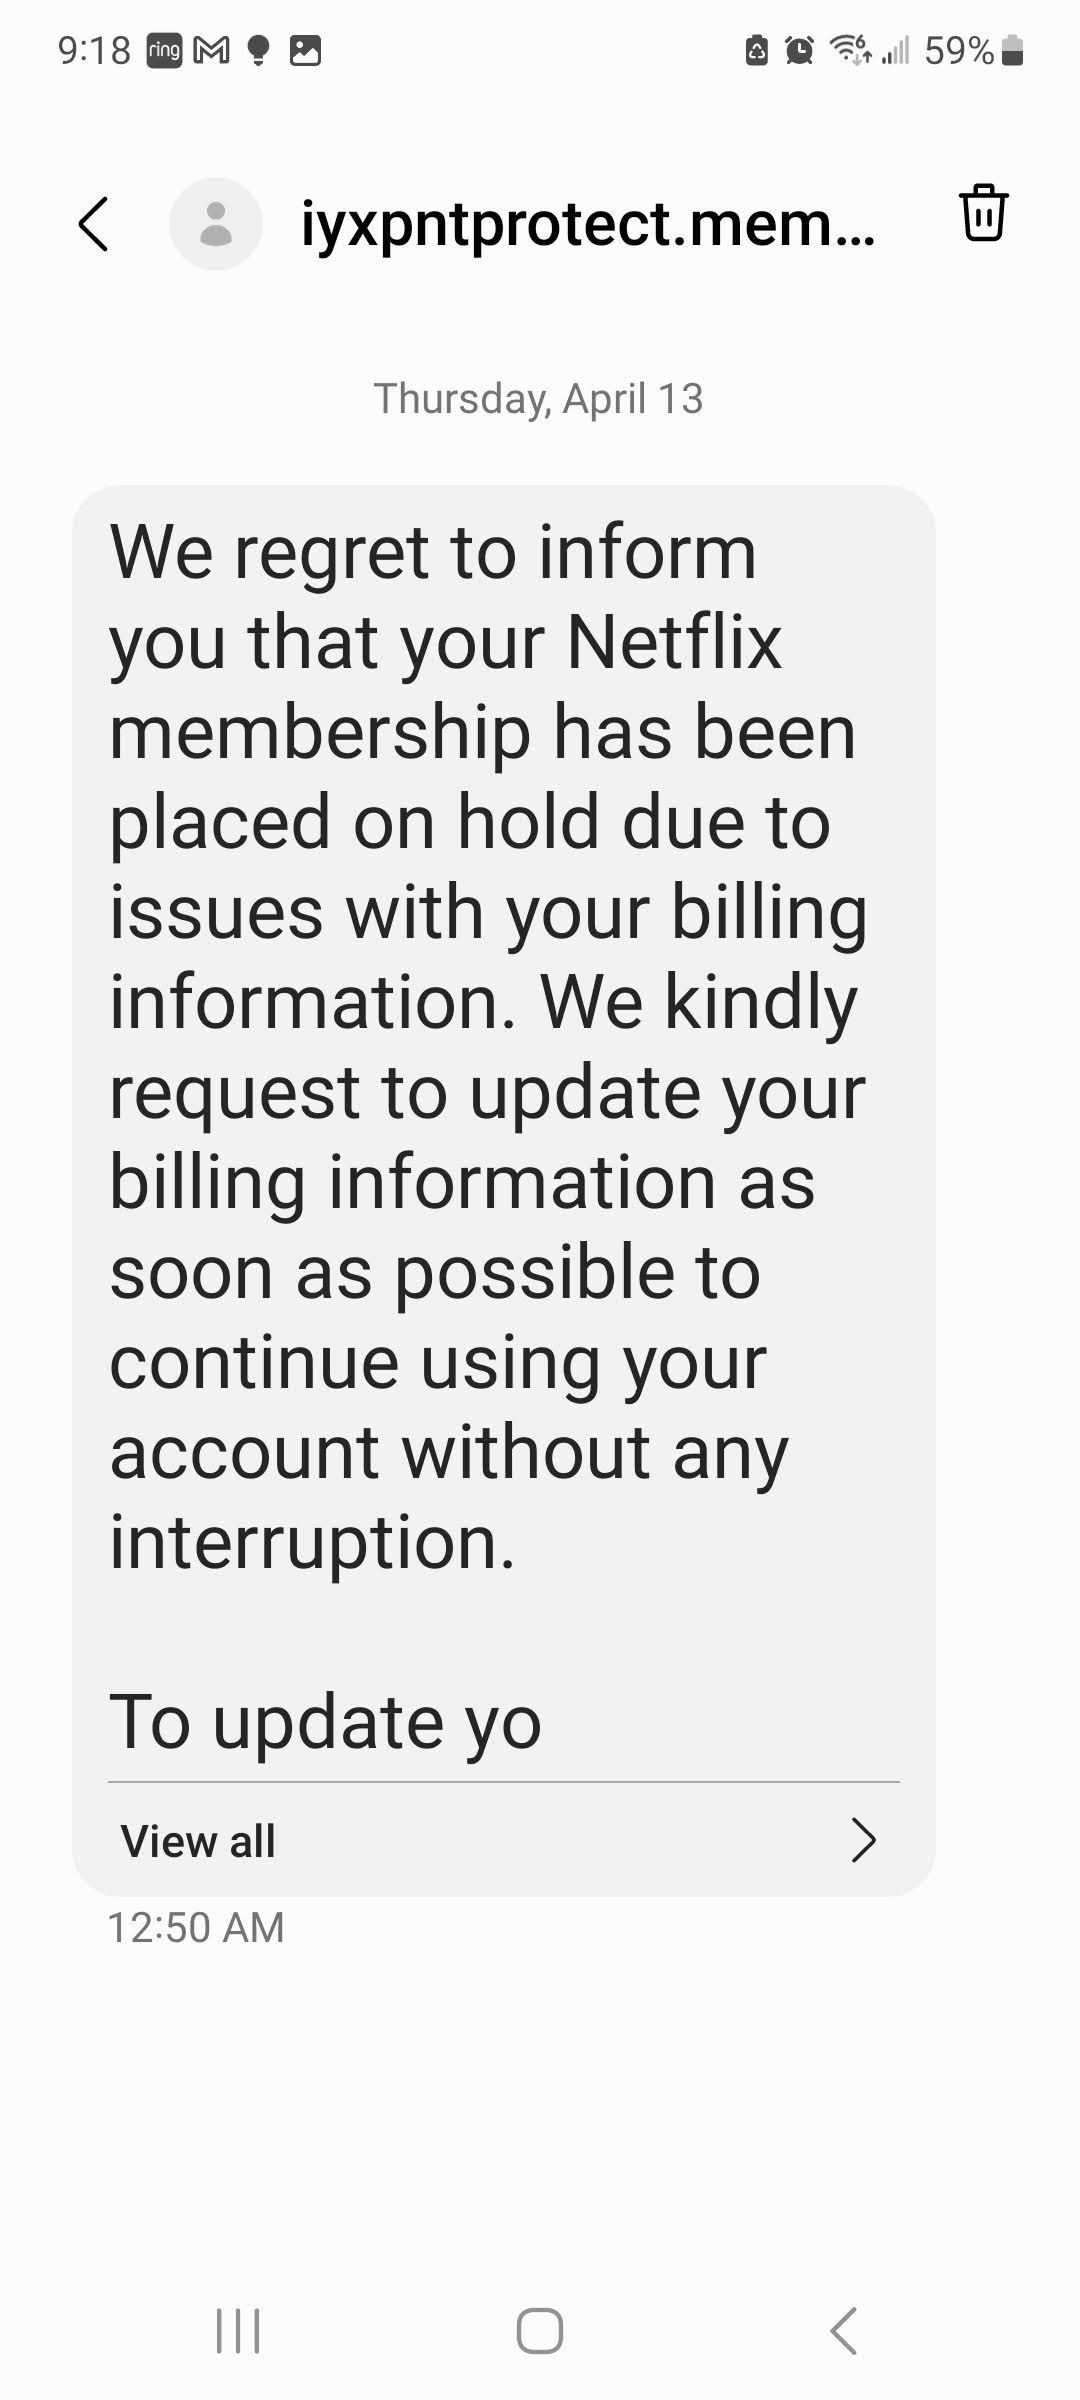 9:18 ring 59%
iyxpntprotect.mem...
Thursday, April 13
We regret to inform
you that your Netflix
membership has been
placed on hold due to
issues with your billing
information. We kindly
request to update your
billing information as
soon as possible to
continue using your
account without any
interruption.
To update yo
View all
12:50 AM